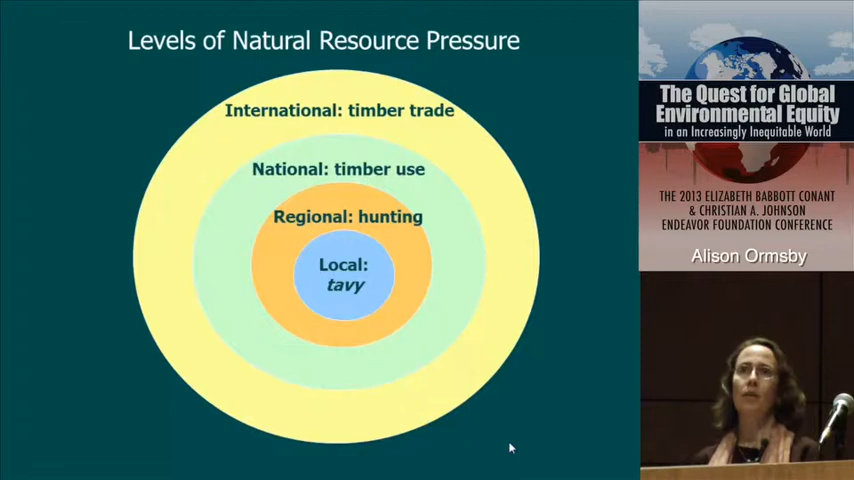 Levels of Natural Resource Pressure
International: timber trade
National: timber use
Regional: hunting
Local:
tavy
The Quest for Global
Environmental Equity
in an Increasingly Inequitable World
THE 2013 ELIZABETH BABBOTT CONANT
& CHRISTIAN A. JOHNSON
ENDEAVOR FOUNDATION CONFERENCE
Alison Ormsby